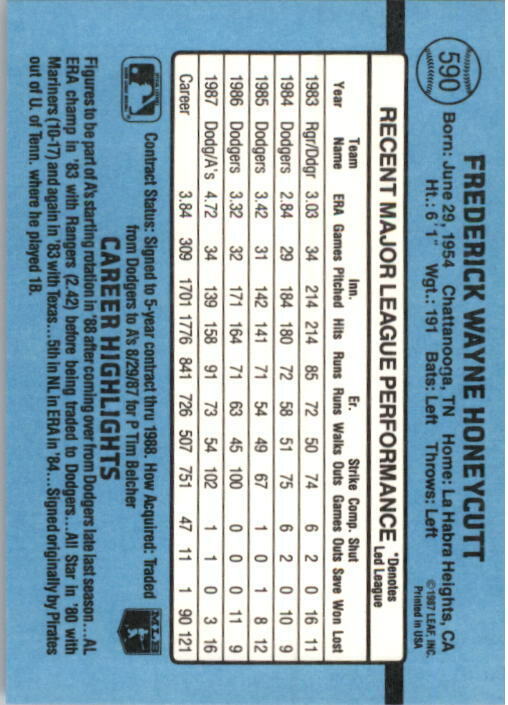 590
FREDERICK WAYNE HONEYCUTT
Born: June 29, 1954 Chattanooga, TN Home: La Habra Heights, CA
Ht.: 6' 1" Wgt.: 191 Bats: Left Throws: Left
©1987 LEAF, INC.
Printed in USA
RECENT MAJOR LEAGUE PERFORMANCE *Denotes Led League
Team Inn. Er. Strike Comp. Shut
Year Name ERA Games Pitched Hits Runs Runs Walks Outs Games Outs Save Won Lost
1983 Rgr/Ddgr 3.03 34 214 214 85 72 50 74 6 2 0 16 11
1984 Dodgers 2.84 29 184 180 72 58 51 75 6 2 0 10 9
1985 Dodgers 3.42 31 142 141 71 54 49 67 1 0 1 8 12
1986 Dodgers 3.32 32 171 164 71 63 45 100 0 0 0 11 9
1987 Dodg/A's 4.72 34 139 158 91 73 54 102 1 1 0 3 16
Career 3.84 309 1701 1776 841 726 507 751 47 11 1 90 121
Contract Status: Signed to 5-year contract thru 1988. How Acquired: Traded
from Dodgers to A's 8/29/87 for P Tim Belcher
MLB
CAREER HIGHLIGHTS
Figures to be part of A's starting rotation in '88 after coming over from Dodgers late last season...AL
ERA champ in '83 with Rangers (2.42) before being traded to Dodgers...All Star in '80 with
Mariners (10-17) and again in '83 with Texas...5th in NL in ERA in '84...Signed originally by Pirates
out of U. of Tenn. where he played 1B.